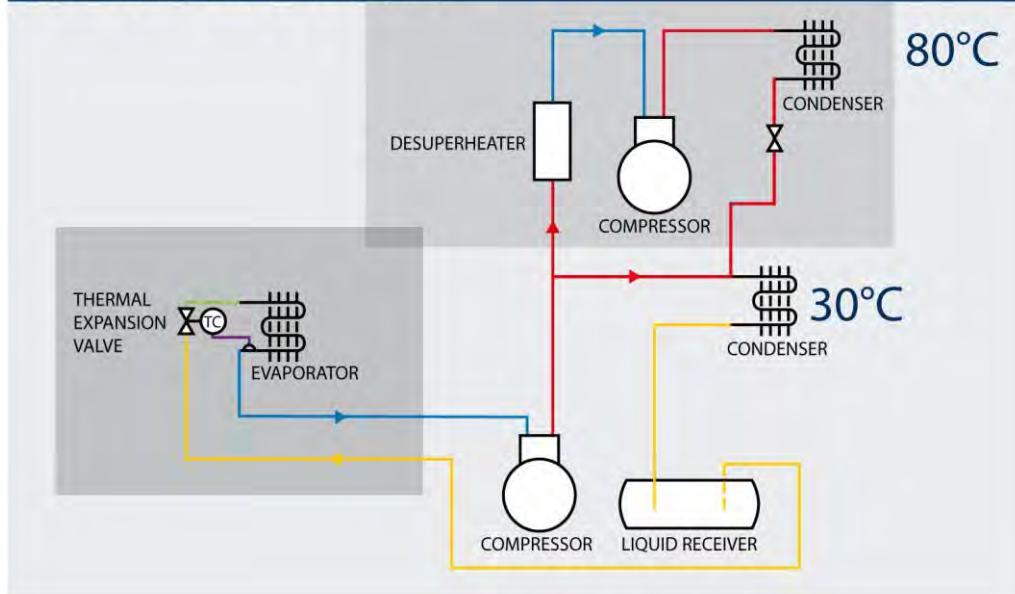 80°C
CONDENSER
DESUPERHEATER
COMPRESSOR
30°C
CONDENSER
THERMAL
EXPANSION
VALVE
TC
EVAPORATOR
COMPRESSOR
LIQUID RECEIVER